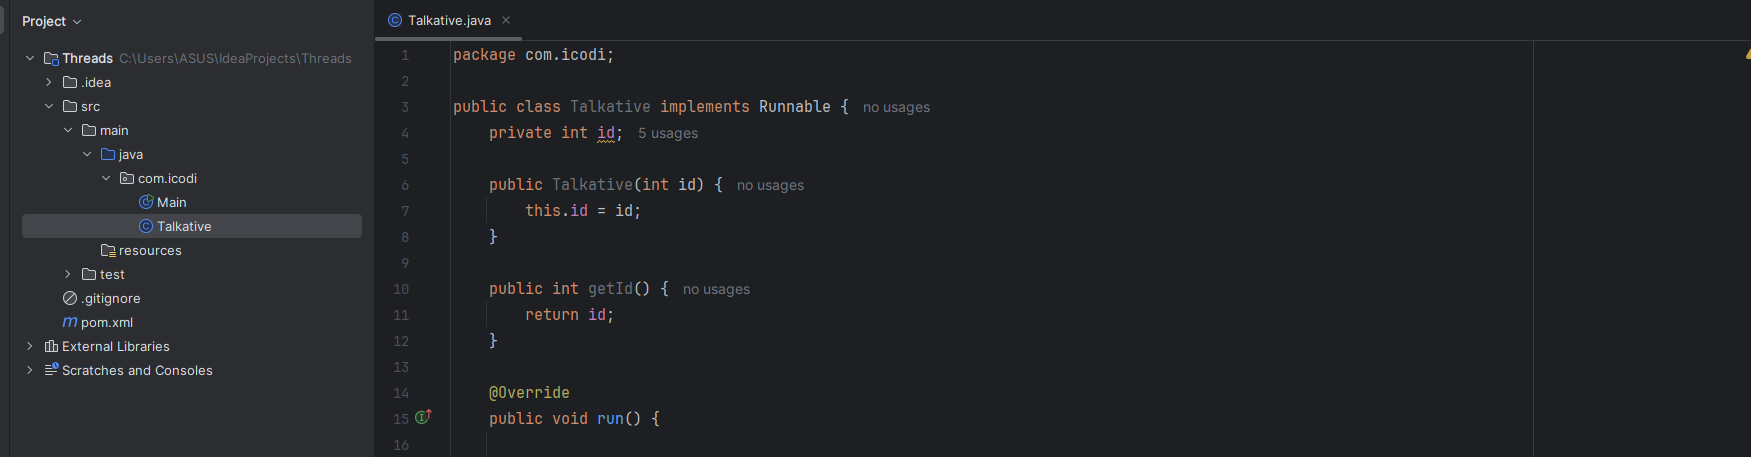 Project
Threads C:\Users\ASUS\IdeaProjects\Threads
.idea
src
main
java
com.icodi
Main
Talkative
resources
test
.gitignore
pom.xml
External Libraries
Scratches and Consoles
Talkative.java
1 package com.icodi;
2
3 public class Talkative implements Runnable { no usages
4 private int id; 5 usages
5
6 public Talkative(int id) { no usages
7 this.id = id;
8 }
9
10 public int getId() { no usages
11 return id;
12 }
13
14 @Override
15 public void run() {
16